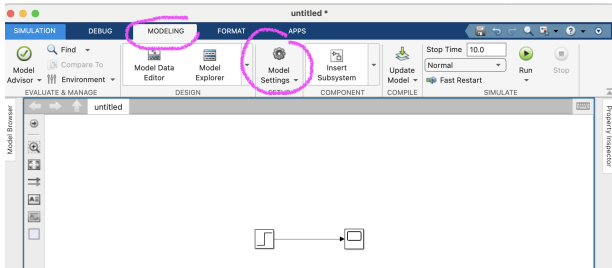 untitled *
SIMULATION DEBUG MODELING FORMAT APPS
Find
Compare To
Environment
Model
Advisor
Model Data
Editor
Model
Explorer
Model
Settings
Insert
Subsystem
Update
Model
Stop Time 10.0
Normal
Fast Restart
Run
Stop
EVALUATE & MANAGE DESIGN SETUP COMPONENT COMPILE SIMULATE
Model Browser
untitled
Property Inspector